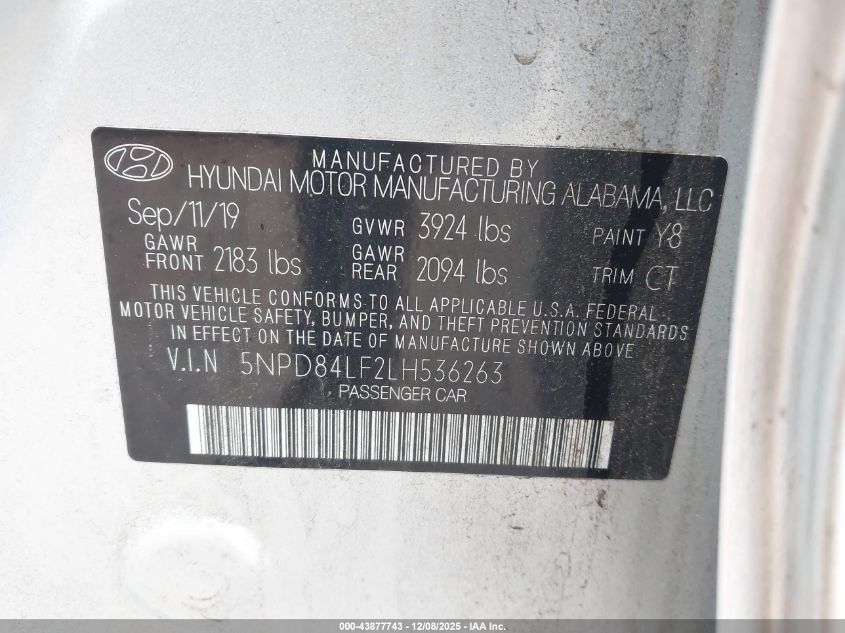 MANUFACTURED BY
HYUNDAI MOTOR MANUFACTURING ALABAMA, LLC
Sep/11/19 GVWR 3924 lbs PAINT Y8
GAWR FRONT 2183 lbs GAWR REAR 2094 lbs TRIM CT
THIS VEHICLE CONFORMS TO ALL APPLICABLE U.S.A. FEDERAL
MOTOR VEHICLE SAFETY, BUMPER, AND THEFT PREVENTION STANDARDS
IN EFFECT ON THE DATE OF MANUFACTURE SHOWN ABOVE
V.I.N 5NPD84LF2LH536263
PASSENGER CAR
000-43877743 | 12/08/2025 - IAA Inc.